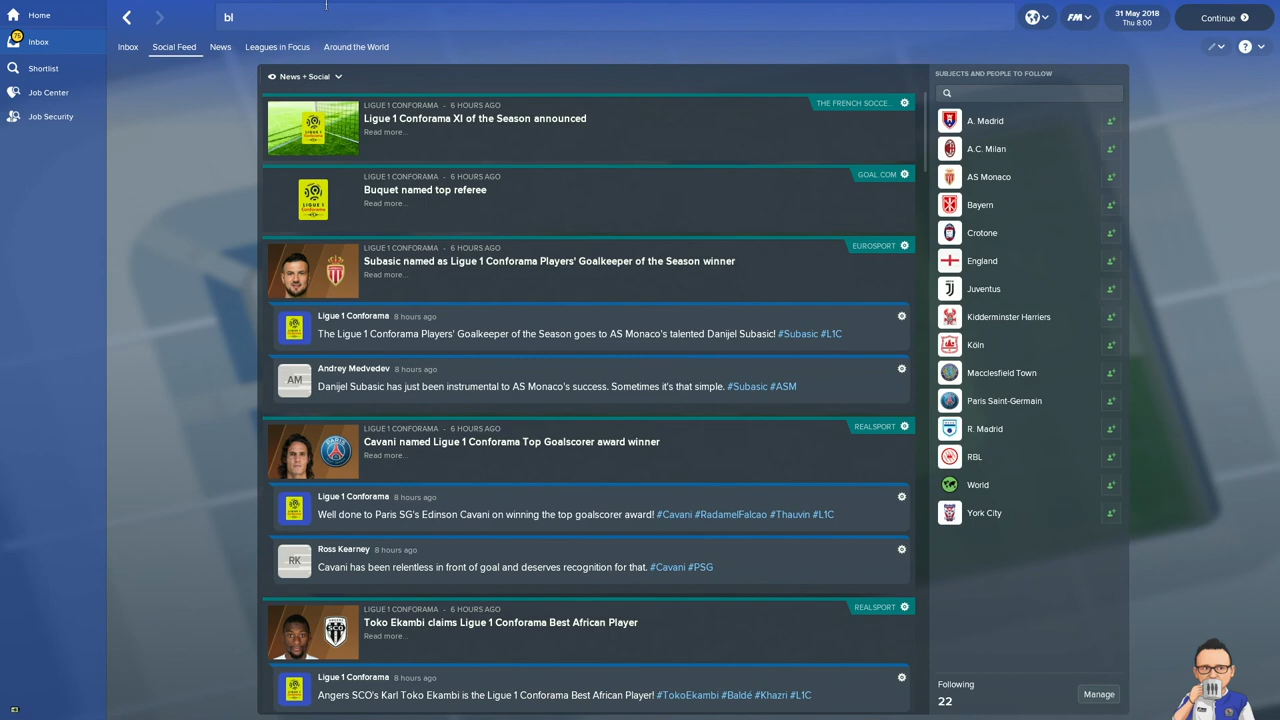 Home
75
Inbox
Shortlist
Job Center
Job Security
bl
FM
31 May 2018
Thu 8:00
Continue
Inbox
Social Feed
News
Leagues in Focus
Around the World
?
News + Social
LIGUE 1 CONFORAMA - 6 HOURS AGO
THE FRENCH SOCCE...
Ligue 1 Conforama XI of the Season announced
Read more...
LIGUE 1 CONFORAMA - 6 HOURS AGO
GOAL.COM
Buquet named top referee
Read more...
LIGUE 1 CONFORAMA - 6 HOURS AGO
EUROSPORT
Subasic named as Ligue 1 Conforama Players' Goalkeeper of the Season winner
Read more...
Ligue 1 Conforama 8 hours ago
The Ligue 1 Conforama Players' Goalkeeper of the Season goes to AS Monaco's talented Danijel Subasic! #Subasic #L1C
AM
Andrey Medvedev 8 hours ago
Danijel Subasic has just been instrumental to AS Monaco's success. Sometimes it's that simple. #Subasic #ASM
LIGUE 1 CONFORAMA - 6 HOURS AGO
REALSPORT
Cavani named Ligue 1 Conforama Top Goalscorer award winner
Read more...
Ligue 1 Conforama 8 hours ago
Well done to Paris SG's Edinson Cavani on winning the top goalscorer award! #Cavani #RadamelFalcao #Thauvin #L1C
RK
Ross Kearney 8 hours ago
Cavani has been relentless in front of goal and deserves recognition for that. #Cavani #PSG
LIGUE 1 CONFORAMA - 6 HOURS AGO
REALSPORT
Toko Ekambi claims Ligue 1 Conforama Best African Player
Read more...
Ligue 1 Conforama 8 hours ago
Angers SCO's Karl Toko Ekambi is the Ligue 1 Conforama Best African Player! #TokoEkambi #Baldé #Khazri #L1C
SUBJECTS AND PEOPLE TO FOLLOW
A. Madrid
A.C. Milan
AS Monaco
Bayern
Crotone
England
Juventus
Kidderminster Harriers
Köln
Macclesfield Town
Paris Saint-Germain
R. Madrid
RBL
World
York City
Following
22
Manage